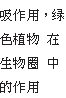 吸作用，绿
色植物 在
生物圈 中
的作用